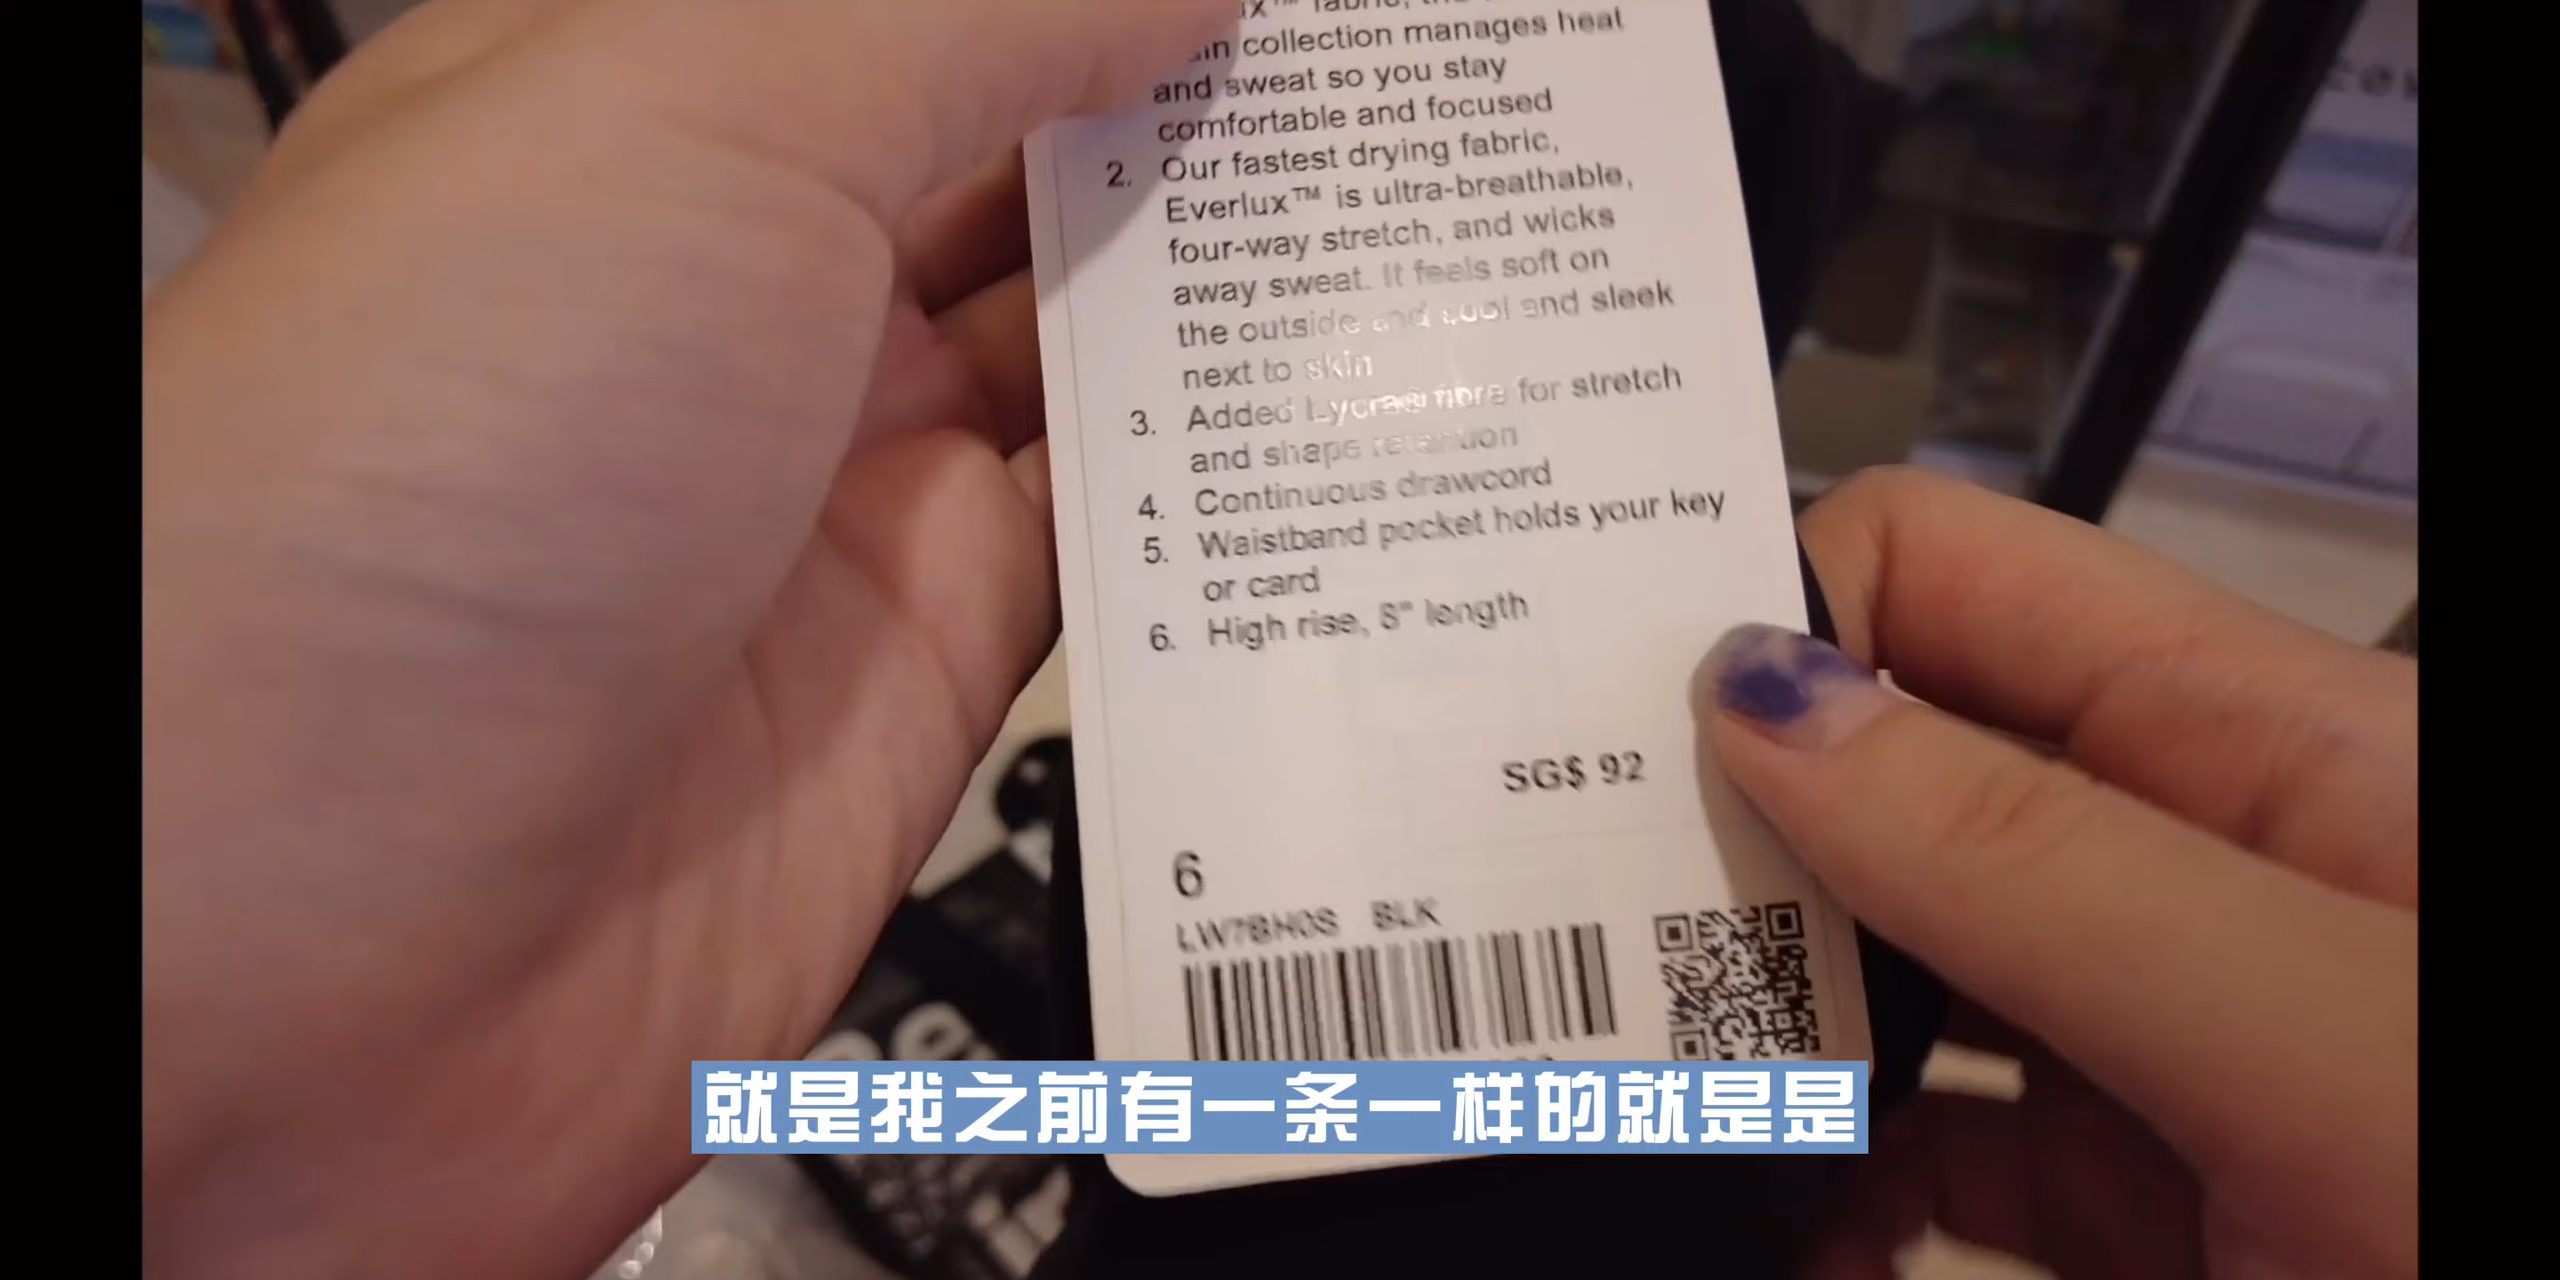 collection manages heat
and sweat so you stay
comfortable and focused
2. Our fastest drying fabric,
Everlux™ is ultra-breathable,
four-way stretch, and wicks
away sweat. It feels soft on
the outside and cool and sleek
next to skin
3. Added Lycra® fibre for stretch
and shape retention
4. Continuous drawcord
5. Waistband pocket holds your key
or card
6. High rise, 8" length
SG$ 92
6
LW7BH0S BLK
就是我之前有一条一样的就是是